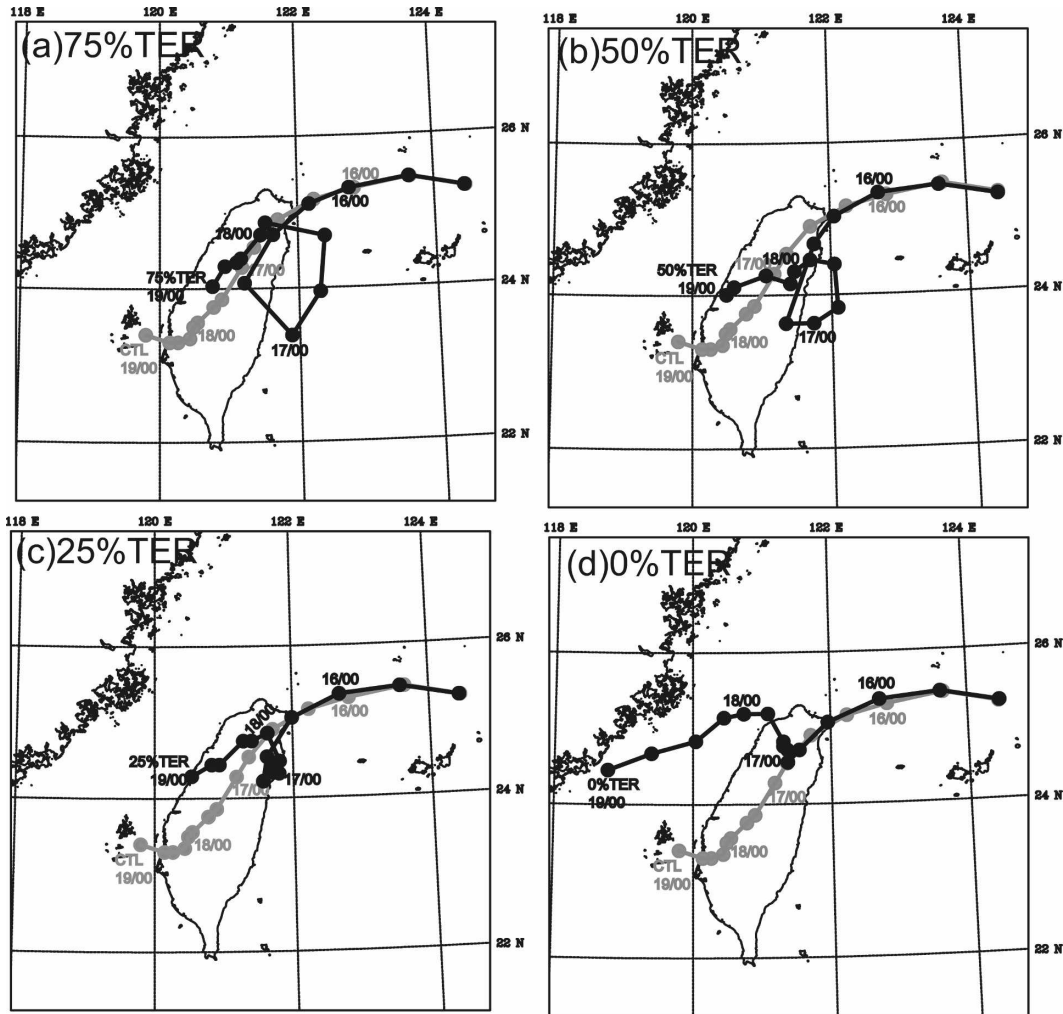 118 E 120 E 122 E 124 E
(a)75%TER
26 N
16/00
16/00
18/00
17/00
75%TER
19/00
24 N
17/00
18/00
CTL
19/00
22 N
118 E 120 E 122 E 124 E
(b)50%TER
26 N
16/00
16/00
17/00
18/00
50%TER
19/00
24 N
17/00
18/00
CTL
19/00
22 N
118 E 120 E 122 E 124 E
(c)25%TER
26 N
16/00
16/00
18/00
25%TER
19/00
17/00
17/00
24 N
18/00
CTL
19/00
22 N
118 E 120 E 122 E 124 E
(d)0%TER
26 N
16/00
16/00
18/00
17/00
0%TER
19/00
17/00
24 N
18/00
CTL
19/00
22 N